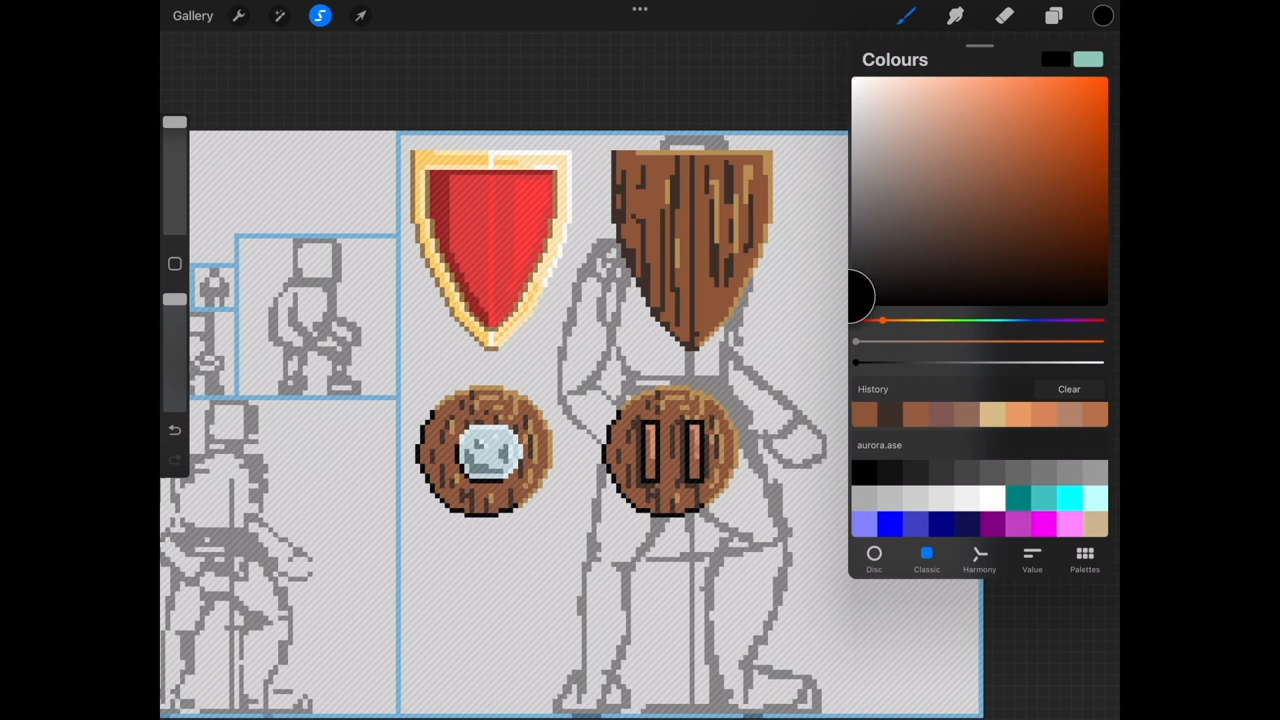 Gallery
Colours
History
Clear
aurora.ase
Disc
Classic
Harmony
Value
Palettes